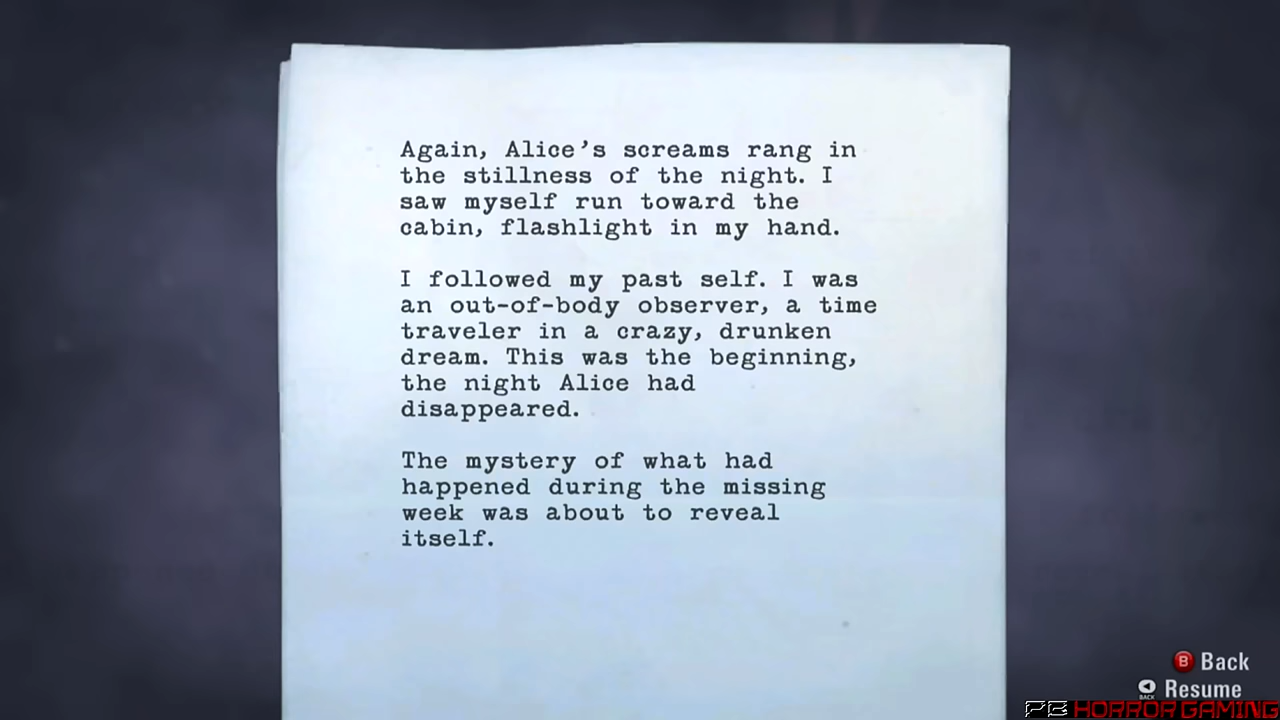 Again, Alice's screams rang in
the stillness of the night. I
saw myself run toward the
cabin, flashlight in my hand.
I followed my past self. I was
an out-of-body observer, a time
traveler in a crazy, drunken
dream. This was the beginning,
the night Alice had
disappeared.
The mystery of what had
happened during the missing
week was about to reveal
itself.
B Back
BACK Resume
HORROR GAMING